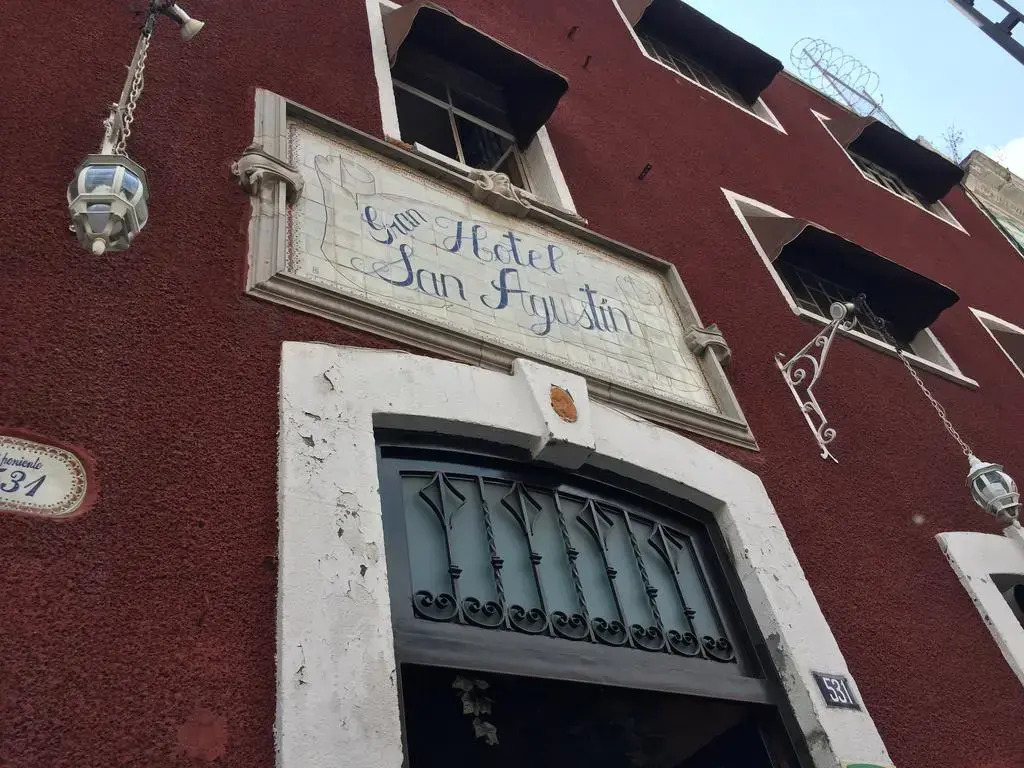 Gran Hotel
San Agustín
poniente
531
531